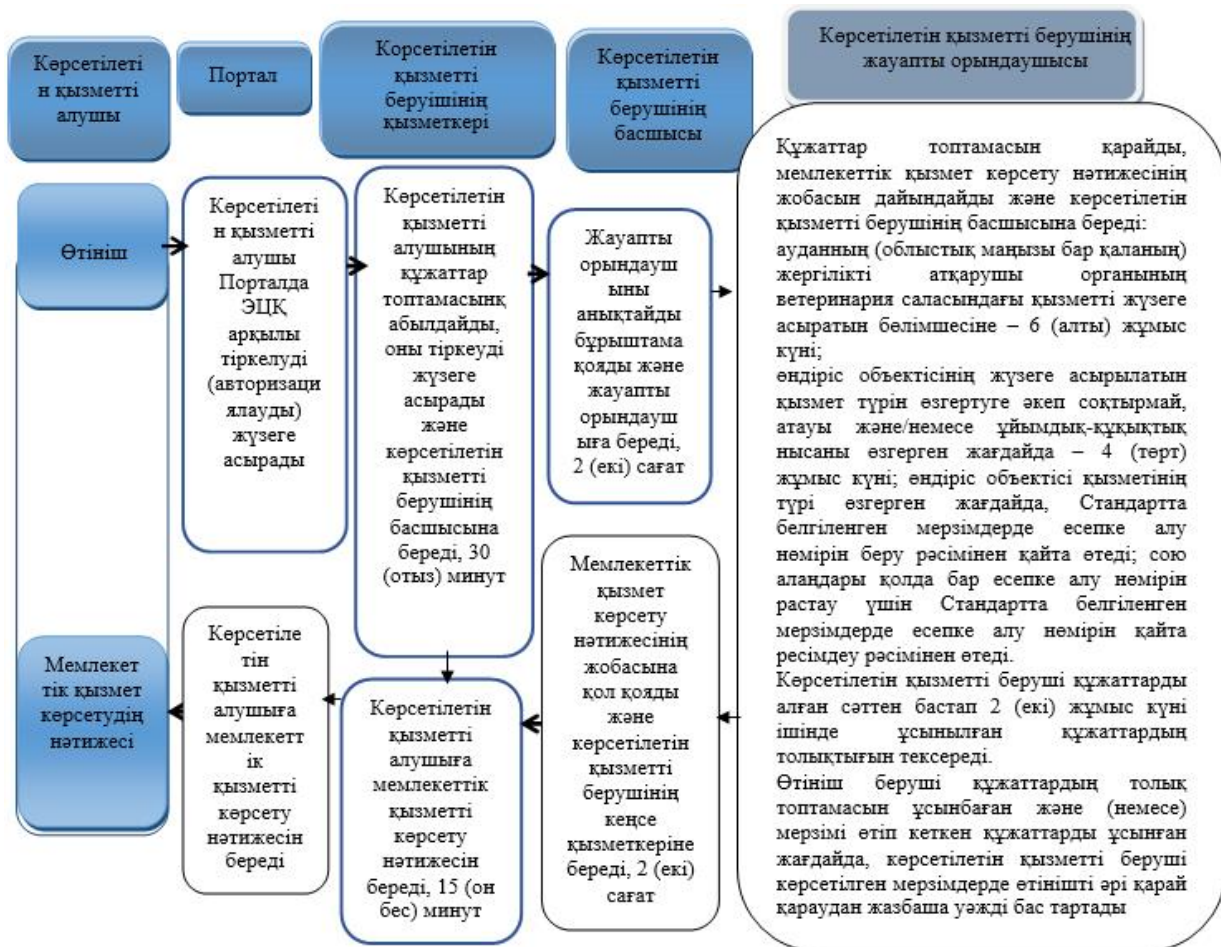 Көрсетілеті
н қызметті
алушы
Портал
Корсетілетін
қызметті
беруішінің
қызметкері
Көрсетілетін
қызметті
берушінің
басшысы
Көрсетілетін қызметті берушінің
жауапты орындаушысы
Өтініш
Көрсетілеті
н қызметті
алушы
Порталда
ЭЦҚ
арқылы
тіркелуді
(авторизаци
ялауды)
жүзеге
асырады
Көрсетілетін
қызметті
алушының
құжаттар
топтамасынқ
абылдайды,
оны тіркеуді
жүзеге
асырады
және
көрсетілетін
қызметті
берушінің
басшысына
береді, 30
(отыз) минут
Жауапты
орындауш
ыны
анықтайды
бұрыштама
қояды және
жауапты
орындауш
ыға береді,
2 (екі) сағат
Құжаттар топтамасын қарайды,
мемлекеттік қызмет көрсету нәтижесінің
жобасын дайындайды және көрсетілетін
қызметті берушінің басшысына береді:
ауданның (облыстық маңызы бар қаланың)
жергілікті атқарушы органының
ветеринария саласындағы қызметті жүзеге
асыратын бөлімшесіне – 6 (алты) жұмыс
күні;
өндіріс объектісінің жүзеге асырылатын
қызмет түрін өзгертуге әкеп соқтырмай,
атауы және/немесе ұйымдық-құқықтық
нысаны өзгерген жағдайда – 4 (төрт)
жұмыс күні; өндіріс объектісі қызметінің
түрі өзгерген жағдайда, Стандартта
белгіленген мерзімдерде есепке алу
нөмірін беру рәсімінен қайта өтеді; сою
алаңдары қолда бар есепке алу нөмірін
растау үшін Стандартта белгіленген
мерзімдерде есепке алу нөмірін қайта
ресімдеу рәсімінен өтеді.
Көрсетілетін қызметті беруші құжаттарды
алған сәттен бастап 2 (екі) жұмыс күні
ішінде ұсынылған құжаттардың
толықтығын тексереді.
Өтініш беруші құжаттардың толық
топтамасын ұсынбаған және (немесе)
мерзімі өтіп кеткен құжаттарды ұсынған
жағдайда, көрсетілетін қызметті беруші
көрсетілген мерзімдерде өтінішті әрі қарай
қараудан жазбаша уәжді бас тартады
Мемлекет
тік қызмет
көрсетудің
нәтижесі
Көрсетіле
тін
қызметті
алушыға
мемлекетт
ік
қызметті
көрсету
нәтижесін
береді
Көрсетілетін
қызметті
алушыға
мемлекеттік
қызметті
көрсету
нәтижесін
береді, 15 (он
бес) минут
Мемлекеттік
қызмет
көрсету
нәтижесінің
жобасына
қол қояды
және
көрсетілетін
қызметті
берушінің
кеңсе
қызметкеріне
береді, 2 (екі)
сағат